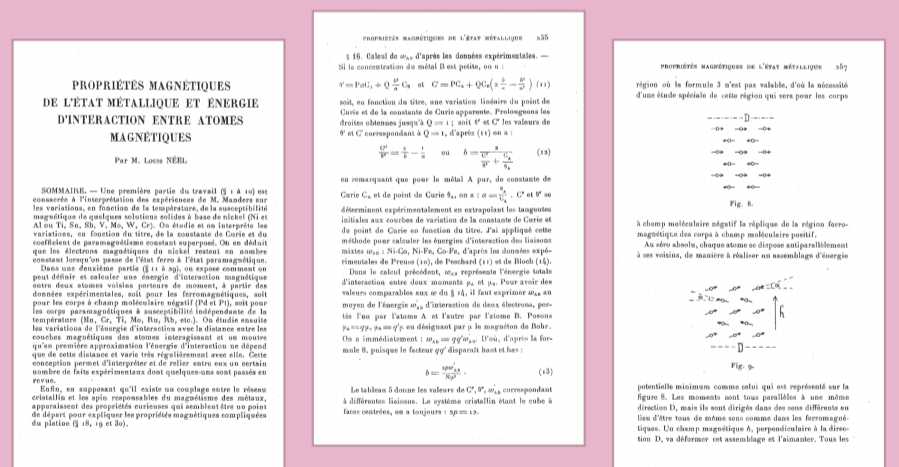 PROPRIÉTÉS MAGNÉTIQUES
DE L'ÉTAT MÉTALLIQUE ET ÉNERGIE
D'INTERACTION ENTRE ATOMES
MAGNÉTIQUES
Par M. Louis NÉEL
SOMMAIRE. — Une première partie du travail (§ 1 à 10) est
consacrée à l'interprétation des expériences de M. Manders sur
les variations, en fonction de la température, de la susceptibilité
magnétique de quelques solutions solides à base de nickel (Ni et
Al ou Ti, Sn, Sb, V, Mo, W, Cr). On étudie et on interprète les
variations, en fonction du titre, de la constante de Curie et du
coefficient de paramagnétisme constant superposé. On en déduit
que les électrons magnétiques du nickel restent en nombre
constant lorsqu'on passe de l'état ferro à l'état paramagnétique.
Dans une deuxième partie (§ 11 à 29), on expose comment on
peut définir et calculer une énergie d'interaction magnétique
entre deux atomes voisins porteurs de moment, à partir des
données expérimentales, soit pour les ferromagnétiques, soit
pour les corps à champ moléculaire négatif (Pd et Pt), soit pour
les corps paramagnétiques à susceptibilité indépendante de la
température (Mn, Cr, Ti, Mo, Ru, Rh, etc.). On étudie ensuite
les variations de l'énergie d'interaction avec la distance entre les
couches magnétiques des atomes interagissant et on montre
qu'en première approximation l'énergie d'interaction ne dépend
que de cette distance et varie très régulièrement avec elle. Cette
conception permet d'interpréter et de relier entre eux un certain
nombre de faits expérimentaux dont quelques-uns sont passés en
revue.
Enfin, en supposant qu'il existe un couplage entre le réseau
cristallin et les spin responsables du magnétisme des métaux,
apparaissent des propriétés curieuses qui semblent être un point
de départ pour expliquer les propriétés magnétiques compliquées
du platine (§ 18, 19 et 30).
PROPRIÉTÉS MAGNÉTIQUES DE L'ÉTAT MÉTALLIQUE 255
§ 16. Calcul de w_AB d'après les données expérimentales. —
Si la concentration du métal B est petite, on a :
(11)
soit, en fonction du titre, une variation linéaire du point de
Curie et de la constante de Curie apparente. Prolongeons les
droites obtenues jusqu'à Q = 1 ; soit θ' et C' les valeurs de
θ' et C' correspondant à Q = 1, d'après (11) on a :
ou (12)
en remarquant que pour le métal A pur, de constante de
Curie C_A et de point de Curie θ_A, on a : a = θ_A/C_A. C' et θ' se
déterminent expérimentalement en extrapolant les tangentes
initiales aux courbes de variation de la constante de Curie et
du point de Curie en fonction du titre. J'ai appliqué cette
méthode pour calculer les énergies d'interaction des liaisons
mixtes w_AB : Ni-Co, Ni-Fe, Co-Fe, d'après les données expé-
rimentales de Preuss (10), de Peschard (11) et de Bloch (14).
Dans le calcul précédent, w_AB représente l'énergie totale
d'interaction entre deux moments μ_A et μ_B. Pour avoir des
valeurs comparables aux w du § 14, il faut exprimer w_AB au
moyen de l'énergie w'_AB d'interaction de deux électrons, por-
tés l'un par l'atome A et l'autre par l'atome B. Posons
μ_A = qμ, μ_B = q'μ en désignant par μ le magnéton de Bohr.
On a immédiatement : w_AB = qq'w'_AB. D'où, d'après la for-
mule 8, puisque le facteur qq' disparaît haut et bas :
(13)
Le tableau 5 donne les valeurs de C', θ', w'_AB correspondant
à différentes liaisons. Le système cristallin étant le cube à
faces centrées, on a toujours : 2p = 12.
PROPRIÉTÉS MAGNÉTIQUES DE L'ÉTAT MÉTALLIQUE 257
région où la formule 3 n'est pas valable, d'où la nécessité
d'une étude spéciale de cette région qui sera pour les corps
D
Fig. 8.
à champ moléculaire négatif la réplique de la région ferro-
magnétique des corps à champ moléculaire positif.
Au zéro absolu, chaque atome se dispose antiparallèlement
à ses voisins, de manière à réaliser un assemblage d'énergie
h
D
Fig. 9.
potentielle minimum comme celui qui est représenté sur la
figure 8. Les moments sont tous parallèles à une même
direction D, mais ils sont dirigés dans des sens différents au
lieu d'être tous de même sens comme dans les ferromagné-
tiques. Un champ magnétique h, perpendiculaire à la direc-
tion D, va déformer cet assemblage et l'aimanter. Tous les